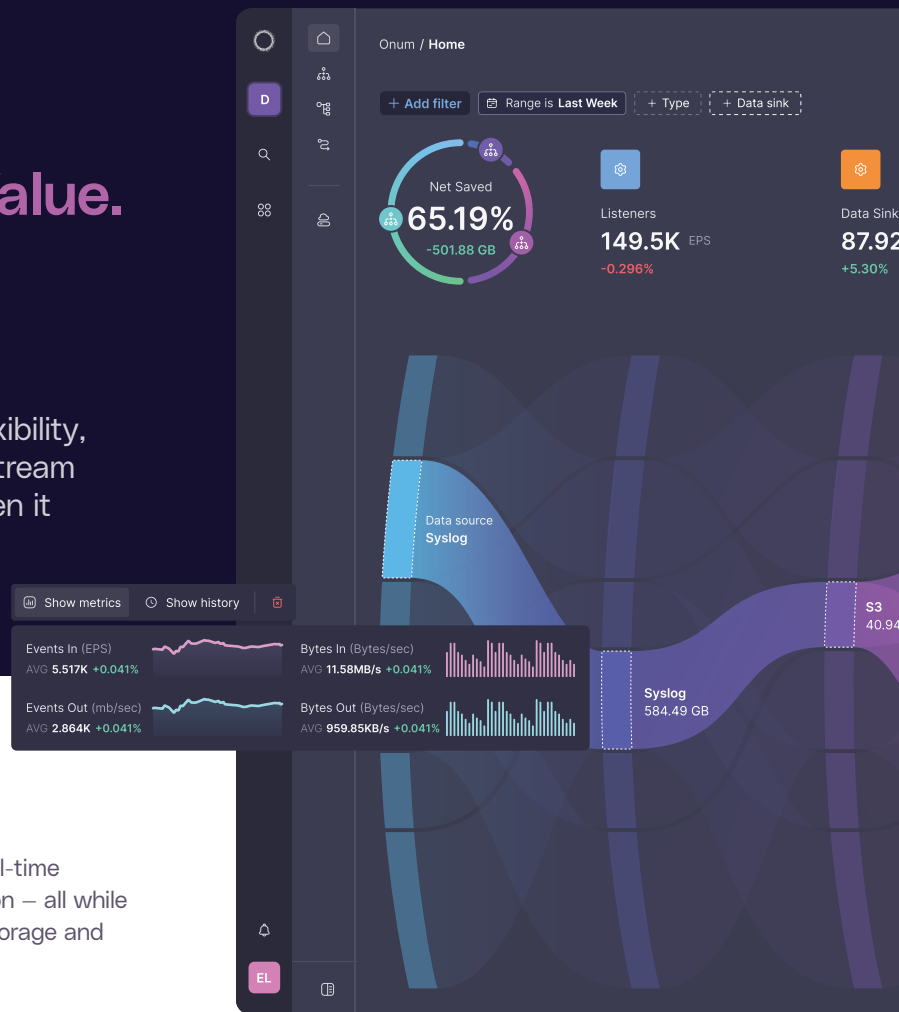 Onum / Home
D
+ Add filter
Range is Last Week
+ Type
+ Data sink
Value.
Net Saved
65.19%
-501.88 GB
Listeners
149.5K EPS
-0.296%
Data Sink
87.92
+5.30%
xibility,
tream
en it
Data source
Syslog
Show metrics
Show history
S3
40.94
Events In (EPS)
AVG 5.517K +0.041%
Bytes In (Bytes/sec)
AVG 11.58MB/s +0.041%
Events Out (mb/sec)
AVG 2.864K +0.041%
Bytes Out (Bytes/sec)
AVG 959.85KB/s +0.041%
Syslog
584.49 GB
l-time
on – all while
orage and
EL